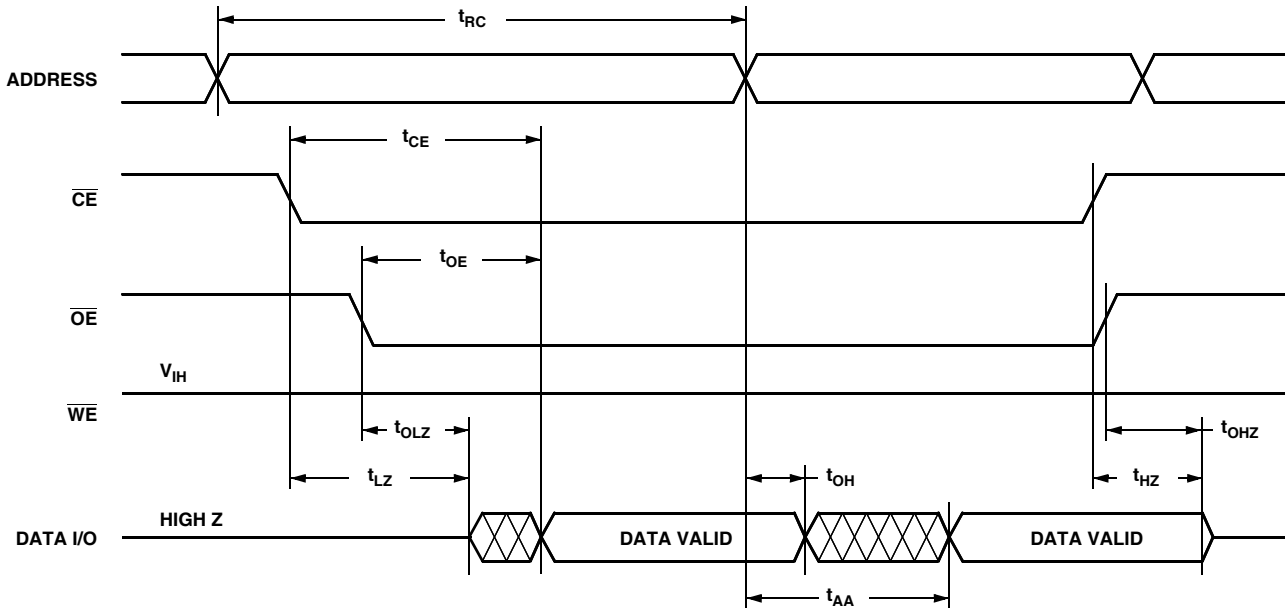 tRC
ADDRESS
tCE
CE
tOE
OE
VIH
WE
tOLZ
tOHZ
tLZ
tOH
tHZ
HIGH Z
DATA I/O
DATA VALID
DATA VALID
tAA